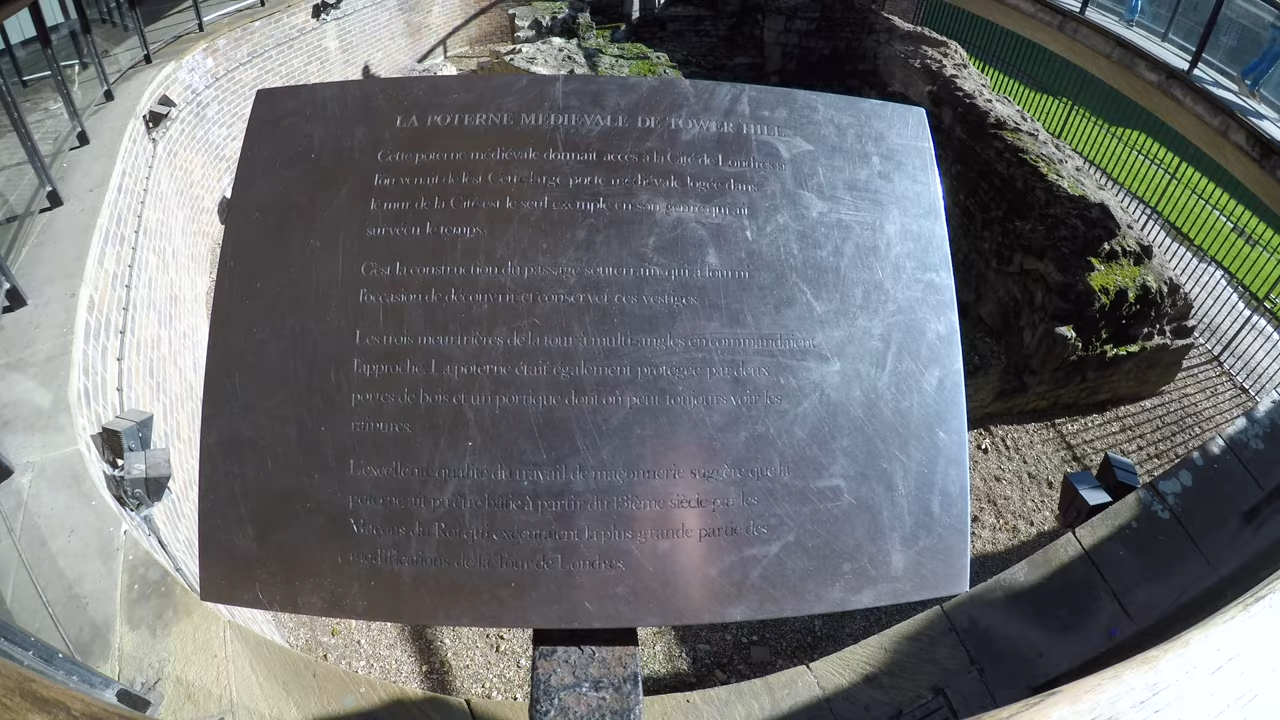 LA POTERNE MEDIEVALE DE TOWER HILL
Cette poterne médiévale donnait accès à la Cité de Londres si
l'on venait de l'est. Cette large porte médiévale logée dans
le mur de la Cité est le seul exemple en son genre qui ait
survécu le temps.
C'est la construction du passage souterrain qui a fourni
l'occasion de découvrir et conserver ces vestiges.
Les trois meurtrières de la tour à multi-angles en commandaient
l'approche. La poterne était également protégée par deux
portes de bois et un portique dont on peut toujours voir les
rainures.
L'excellente qualité du travail de maçonnerie suggère que la
poterne ait pu être bâtie à partir du 13ième siècle par les
Maçons du Roi qui exécutaient la plus grande partie des
modifications de la Tour de Londres.